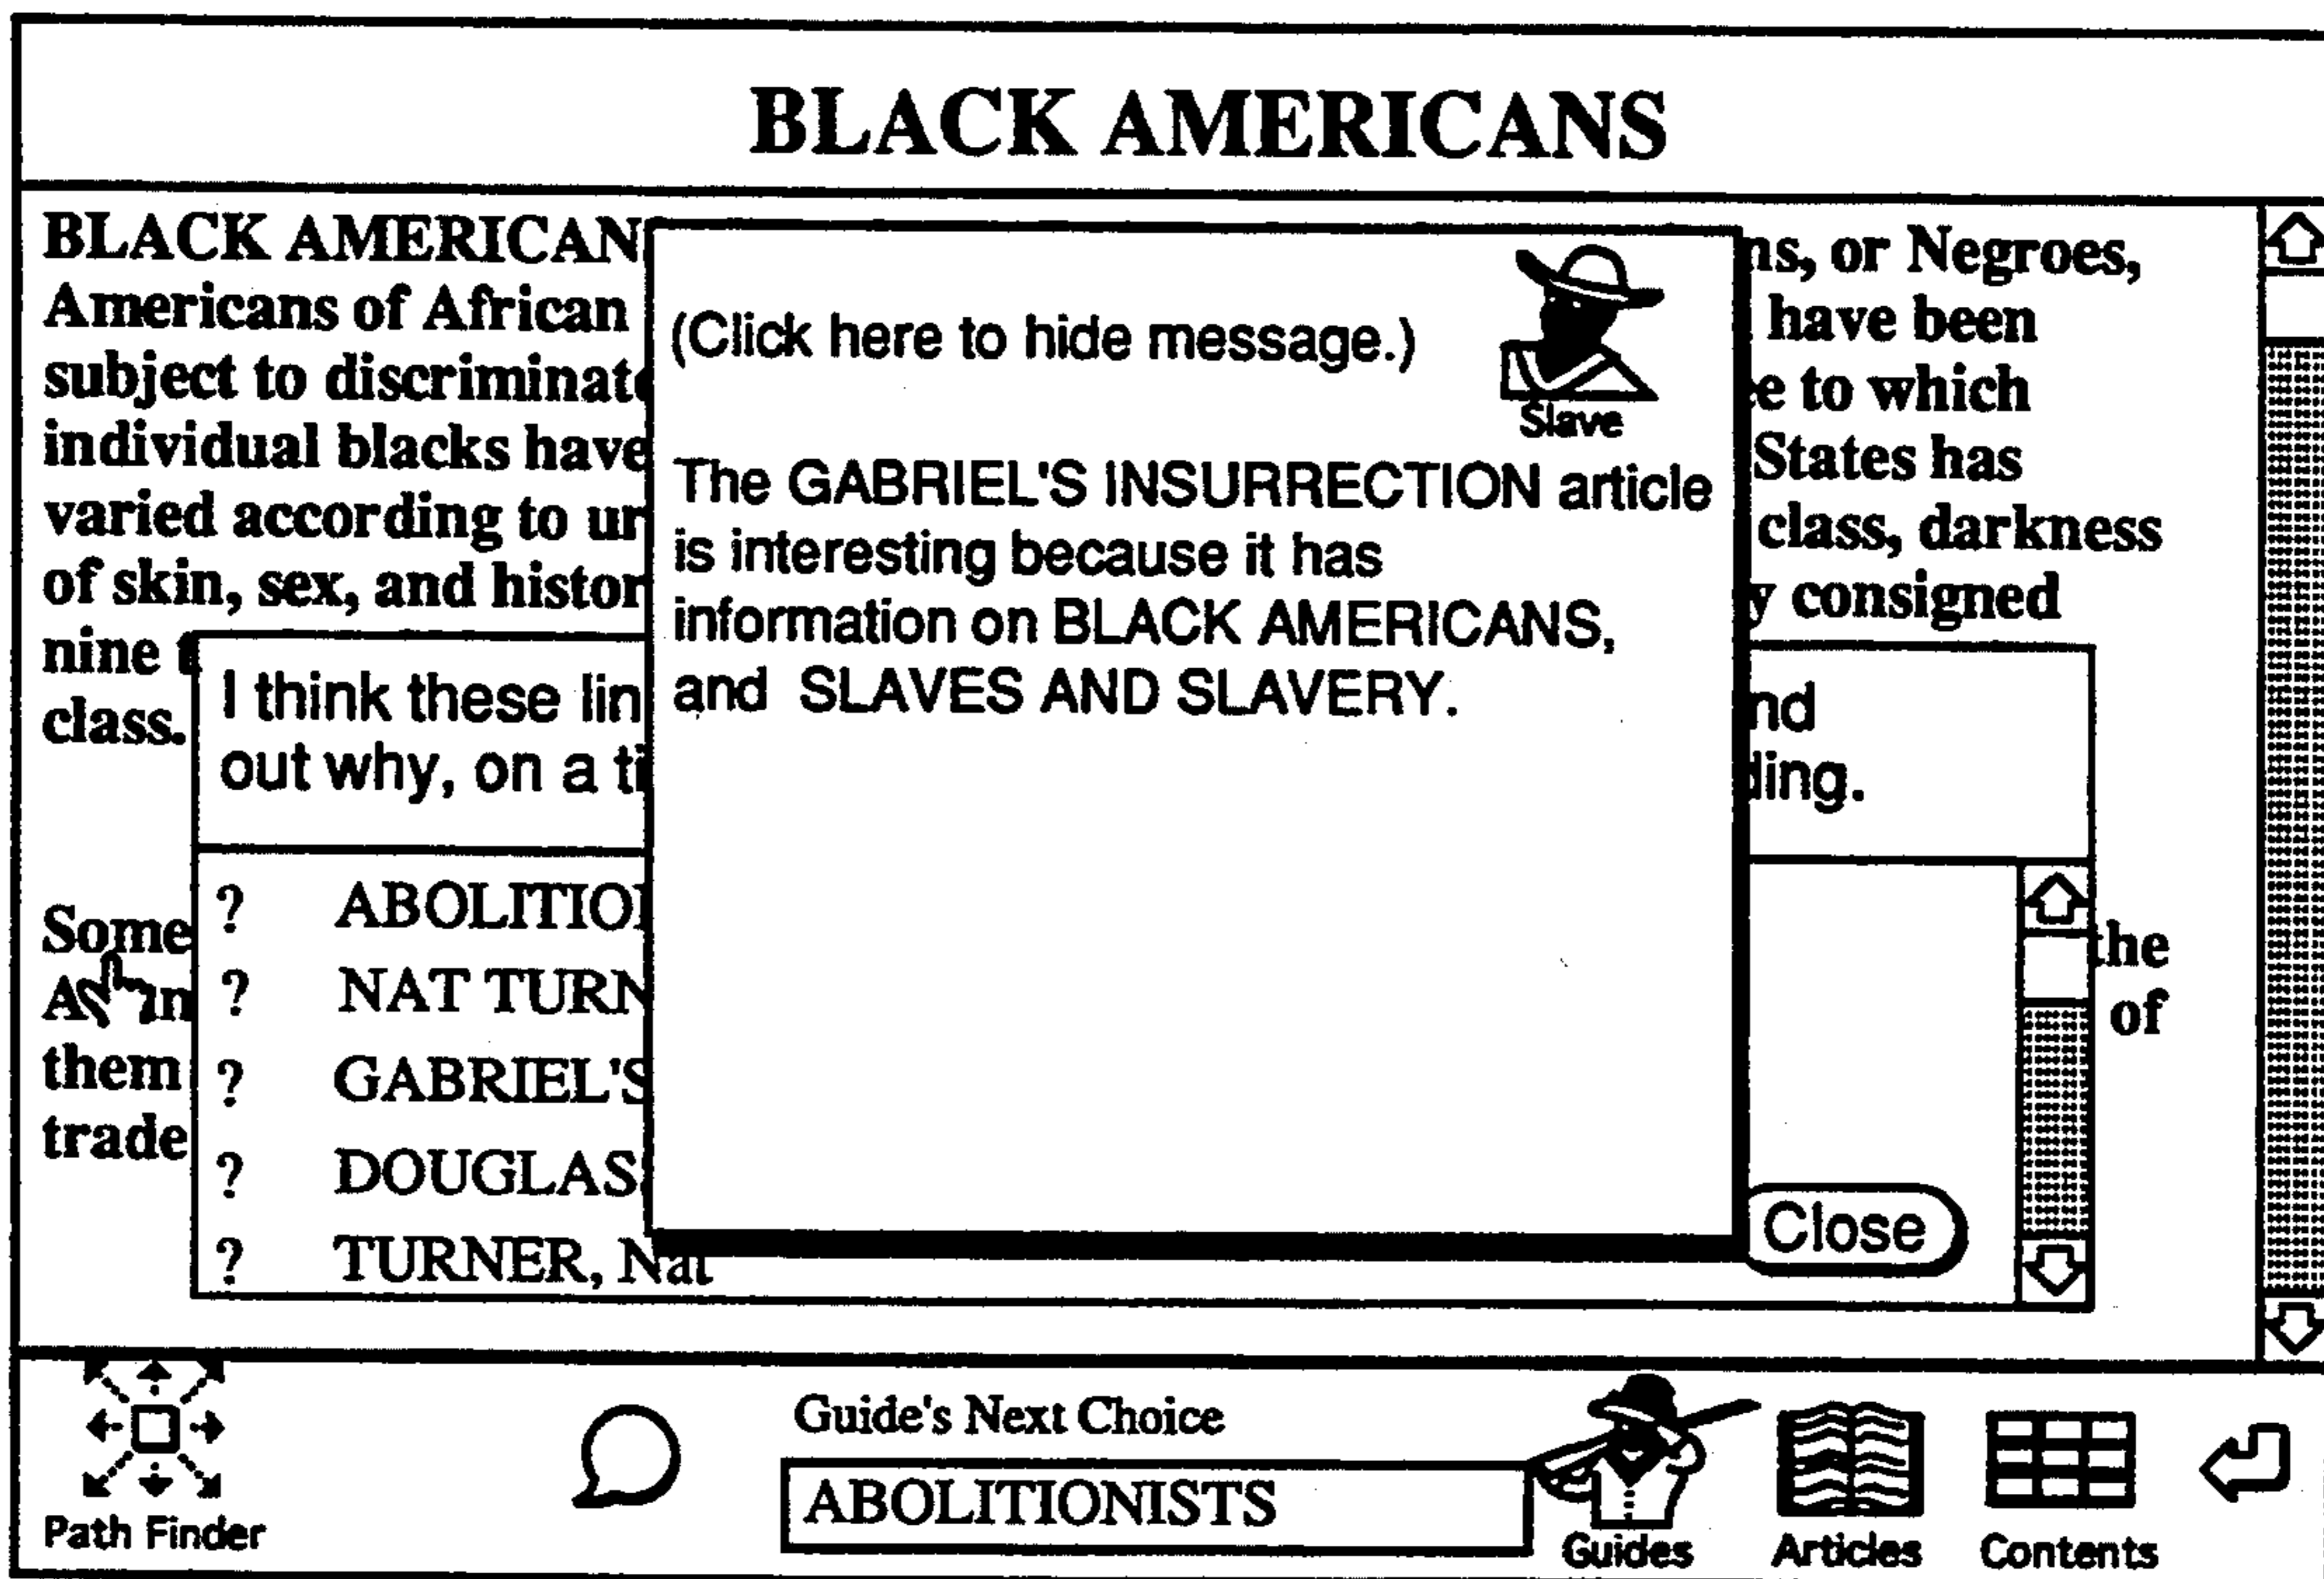 BLACK AMERICANS
BLACK AMERICAN ns, or Negroes,
Americans of African have been
subject to discriminat e to which
individual blacks have States has
varied according to ur class, darkness
of skin, sex, and histor y consigned
nine
class.
(Click here to hide message.)
Slave
The GABRIEL'S INSURRECTION article
is interesting because it has
information on BLACK AMERICANS,
and SLAVES AND SLAVERY.
I think these lin nd
out why, on a ti ding.
? ABOLITIO
? NAT TURN
? GABRIEL'S
? DOUGLAS
? TURNER, Nat
Close
Some the
As in of
them
trade
Path Finder
Guide's Next Choice
ABOLITIONISTS
Guides
Articles
Contents